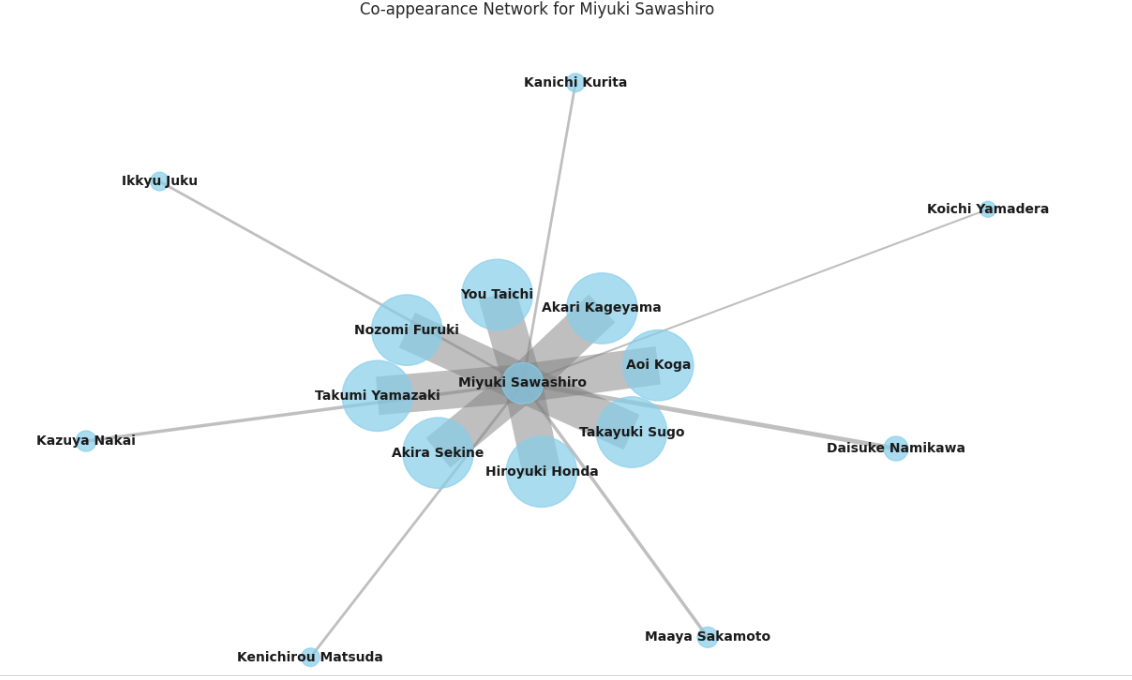 Co-appearance Network for Miyuki Sawashiro
Kanichi Kurita
Ikkyu Juku
Koichi Yamadera
You Taichi
Akari Kageyama
Nozomi Furuki
Aoi Koga
Miyuki Sawashiro
Takumi Yamazaki
Takayuki Sugo
Kazuya Nakai
Akira Sekine
Daisuke Namikawa
Hiroyuki Honda
Maaya Sakamoto
Kenichirou Matsuda